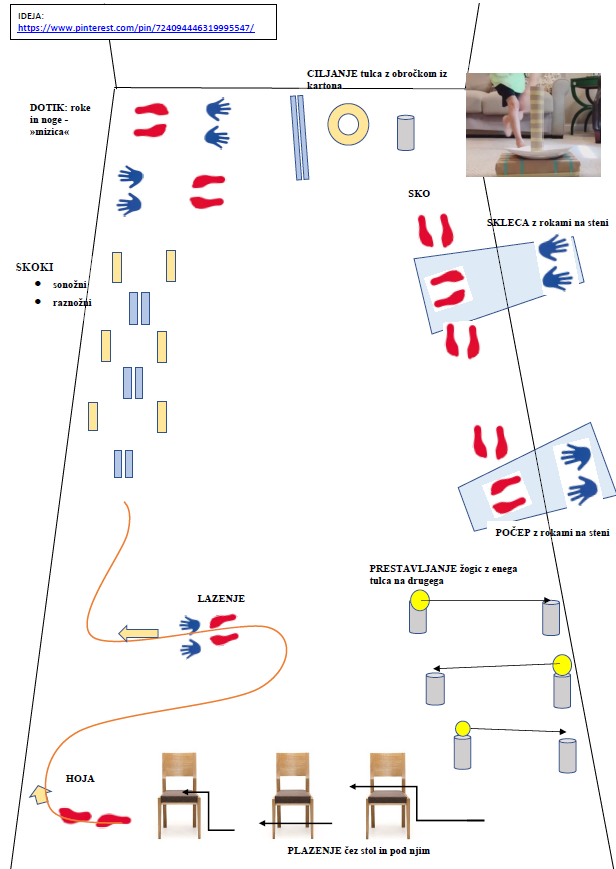 IDEJA:
https://www.pinterest.com/pin/724094446319995547/
CILJANJE tulca z obročkom iz
kartona
DOTIK: roke
in noge -
»mizica«
SKO
SKLECA z rokami na steni
SKOKI
sonožni
raznožni
POČEP z rokami na steni
PRESTAVLJANJE žogic z enega
tulca na drugega
LAZENJE
HOJA
PLAZENJE čez stol in pod njim